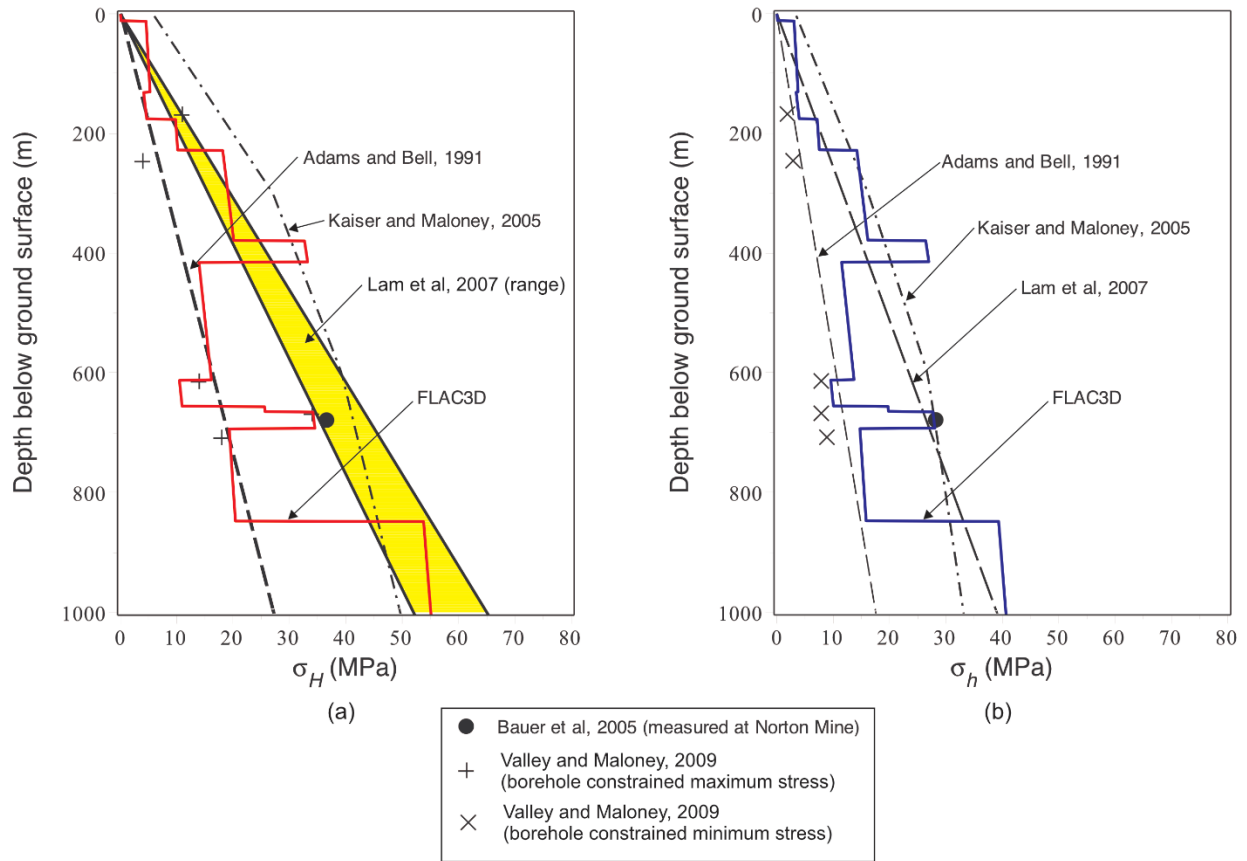 0
200
400
600
800
1000
Depth below ground surface (m)
Adams and Bell, 1991
Kaiser and Maloney, 2005
Lam et al, 2007 (range)
FLAC3D
0 10 20 30 40 50 60 70 80
σH (MPa)
(a)
0
200
400
600
800
1000
Depth below ground surface (m)
Adams and Bell, 1991
Kaiser and Maloney, 2005
Lam et al, 2007
FLAC3D
0 10 20 30 40 50 60 70 80
σh (MPa)
(b)
Bauer et al, 2005 (measured at Norton Mine)
Valley and Maloney, 2009
(borehole constrained maximum stress)
Valley and Maloney, 2009
(borehole constrained minimum stress)